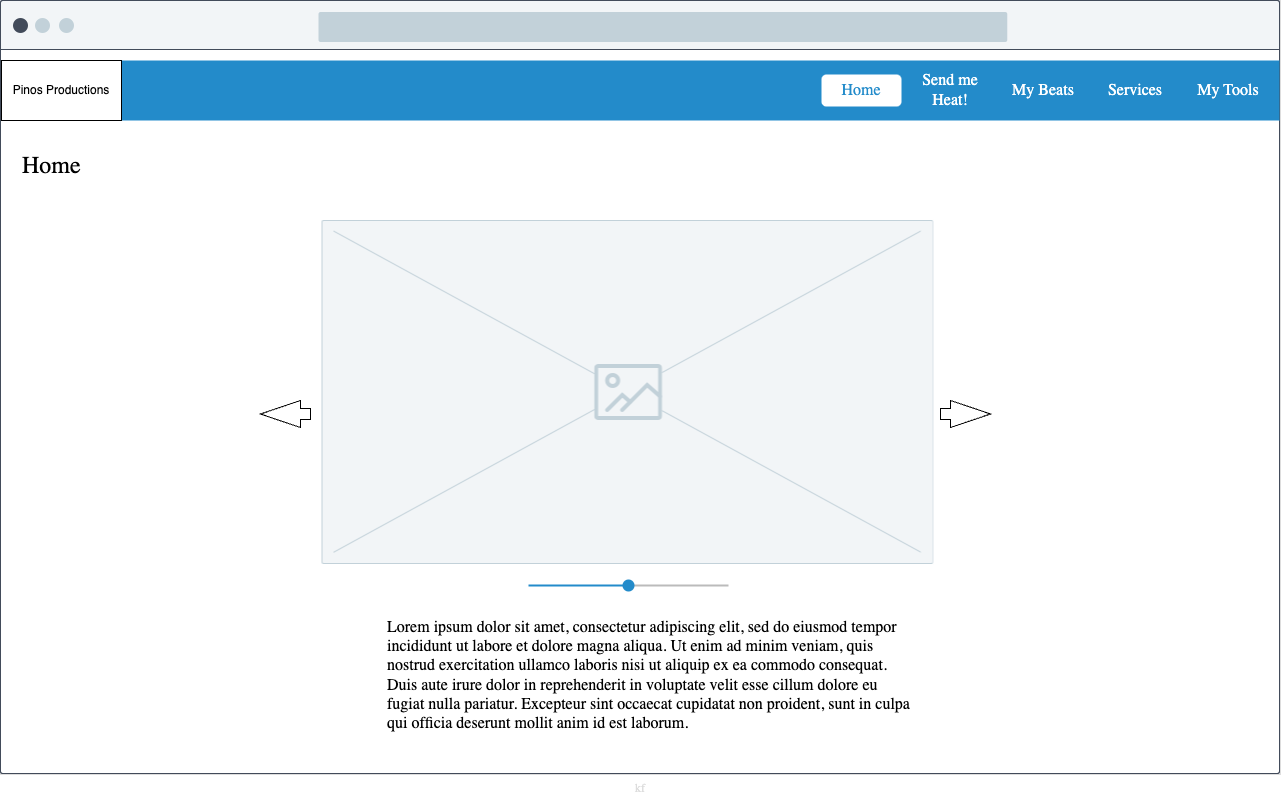 Pinos Productions
Home
Send me
Heat!
My Beats
Services
My Tools
Home
Lorem ipsum dolor sit amet, consectetur adipiscing elit, sed do eiusmod tempor
incididunt ut labore et dolore magna aliqua. Ut enim ad minim veniam, quis
nostrud exercitation ullamco laboris nisi ut aliquip ex ea commodo consequat.
Duis aute irure dolor in reprehenderit in voluptate velit esse cillum dolore eu
fugiat nulla pariatur. Excepteur sint occaecat cupidatat non proident, sunt in culpa
qui officia deserunt mollit anim id est laborum.
kf